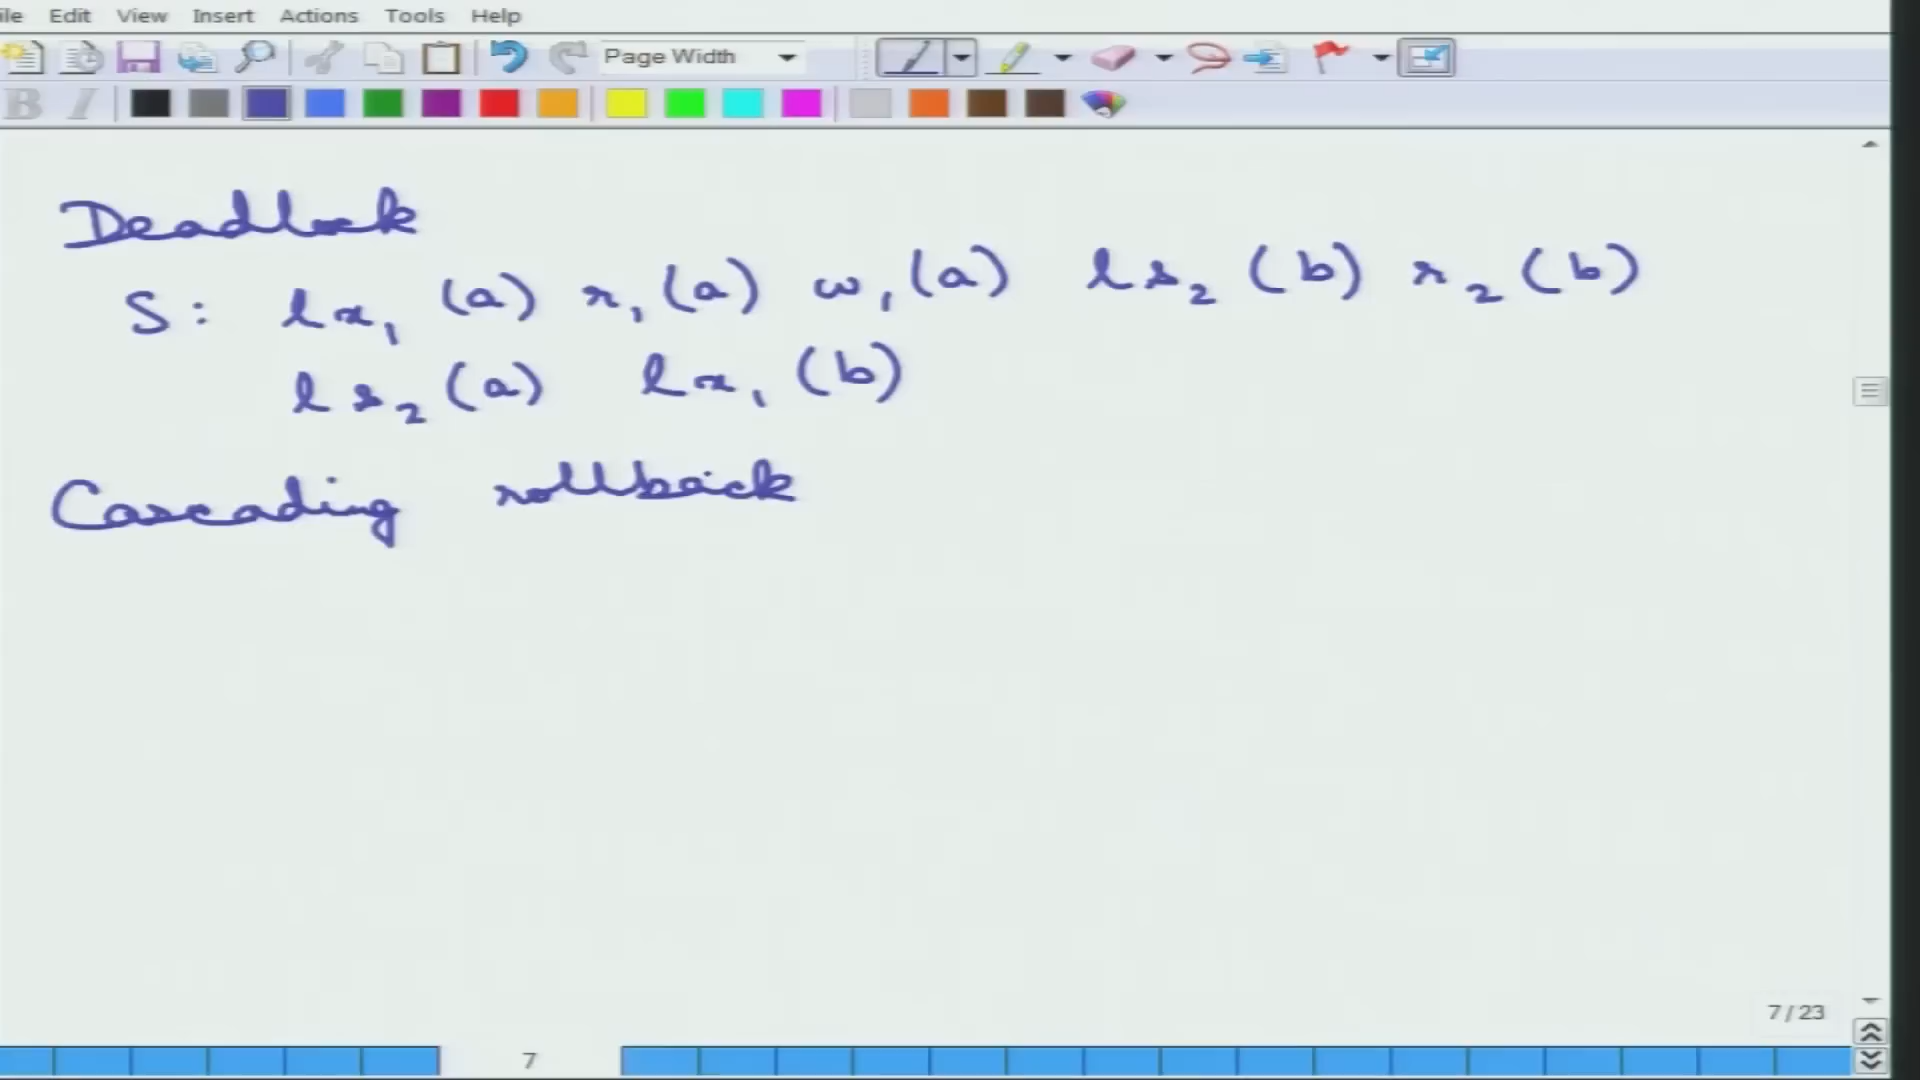 ile Edit View Insert Actions Tools Help
Page Width
B I
Deadlock
S: lx₁ (a) r₁ (a) w₁ (a) ls₂ (b) r₂ (b)
ls₂ (a) lx₁ (b)
Cascading rollback
7 / 23
7